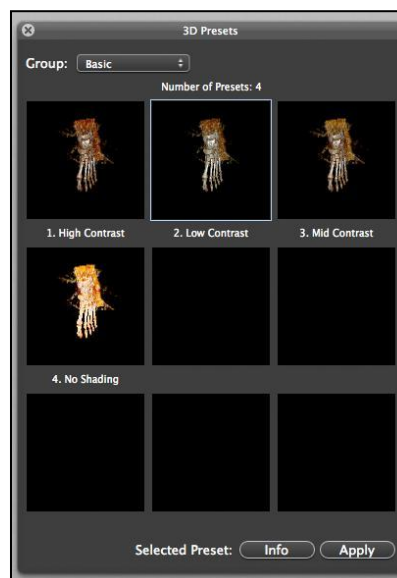 3D Presets
Group: Basic
Number of Presets: 4
1. High Contrast 2. Low Contrast 3. Mid Contrast
4. No Shading
Selected Preset: Info Apply